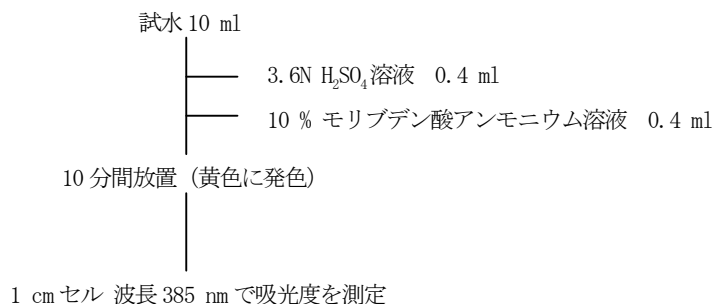 試水 10 ml
3.6N H₂SO₄溶液 0.4 ml
10 % モリブデン酸アンモニウム溶液 0.4 ml
10 分間放置（黄色に発色）
1 cm セル 波長 385 nm で吸光度を測定